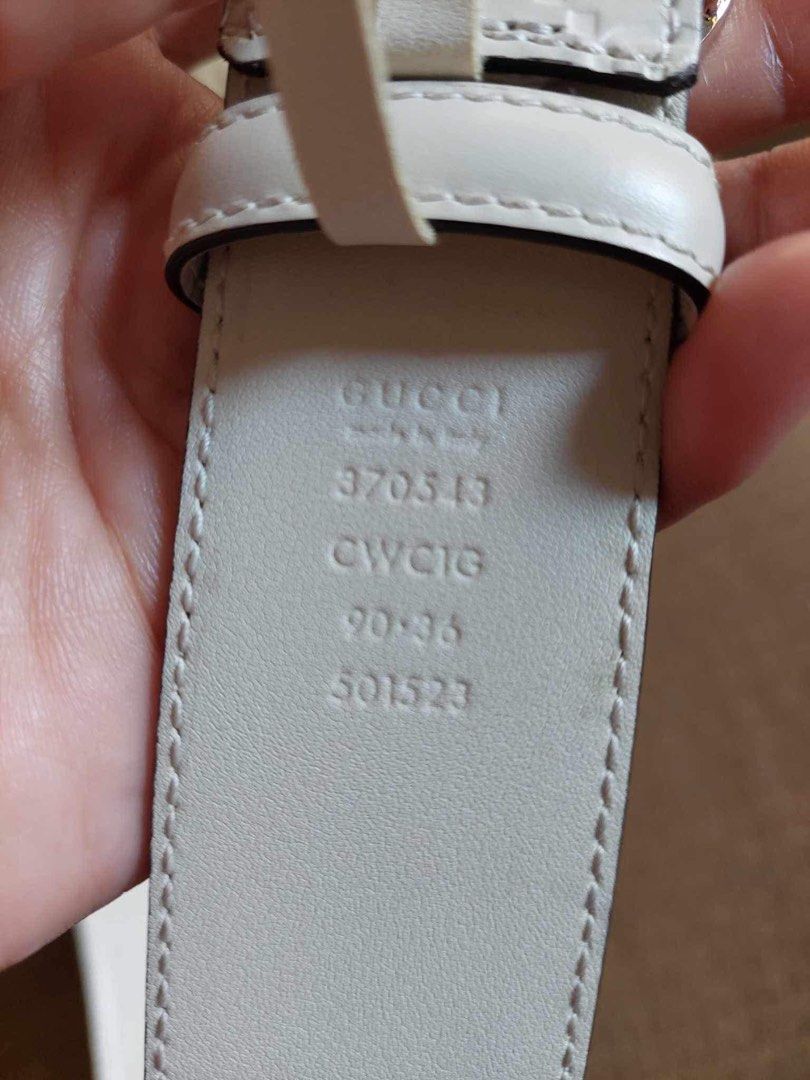 GUCCI
made in italy
370543
CWC1G
90·36
501523